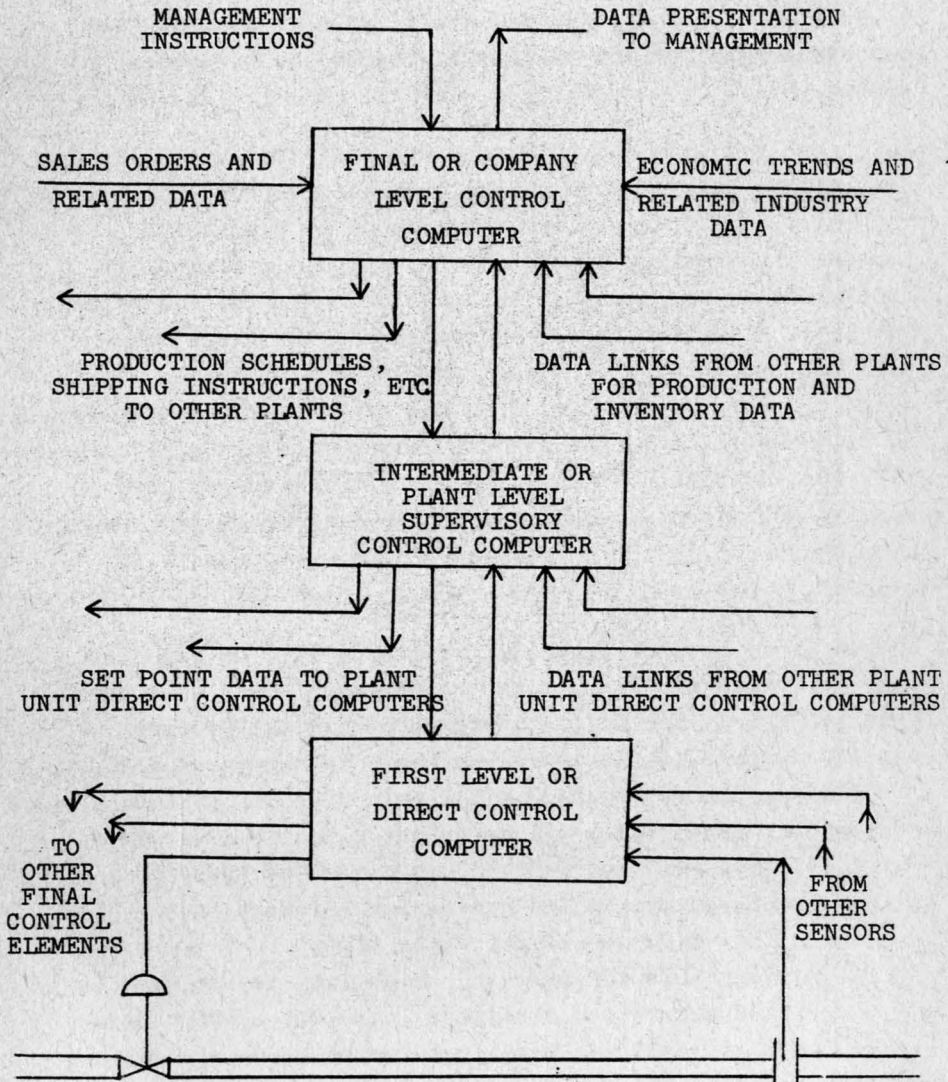 MANAGEMENT
INSTRUCTIONS
DATA PRESENTATION
TO MANAGEMENT
SALES ORDERS AND
RELATED DATA
FINAL OR COMPANY
LEVEL CONTROL
COMPUTER
ECONOMIC TRENDS AND
RELATED INDUSTRY
DATA
PRODUCTION SCHEDULES,
SHIPPING INSTRUCTIONS, ETC.
TO OTHER PLANTS
DATA LINKS FROM OTHER PLANTS
FOR PRODUCTION AND
INVENTORY DATA
INTERMEDIATE OR
PLANT LEVEL
SUPERVISORY
CONTROL COMPUTER
SET POINT DATA TO PLANT
UNIT DIRECT CONTROL COMPUTERS
DATA LINKS FROM OTHER PLANT
UNIT DIRECT CONTROL COMPUTERS
FIRST LEVEL OR
DIRECT CONTROL
COMPUTER
TO
OTHER
FINAL
CONTROL
ELEMENTS
FROM
OTHER
SENSORS